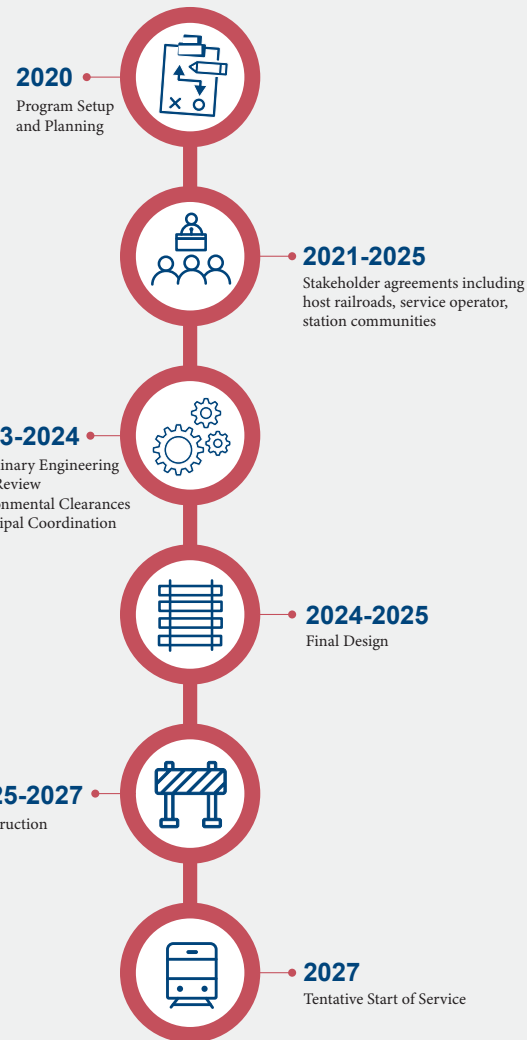 2020
Program Setup
and Planning
2021-2025
Stakeholder agreements including
host railroads, service operator,
station communities
3-2024
inary Engineering
Review
onmental Clearances
ipal Coordination
2024-2025
Final Design
25-2027
ruction
2027
Tentative Start of Service